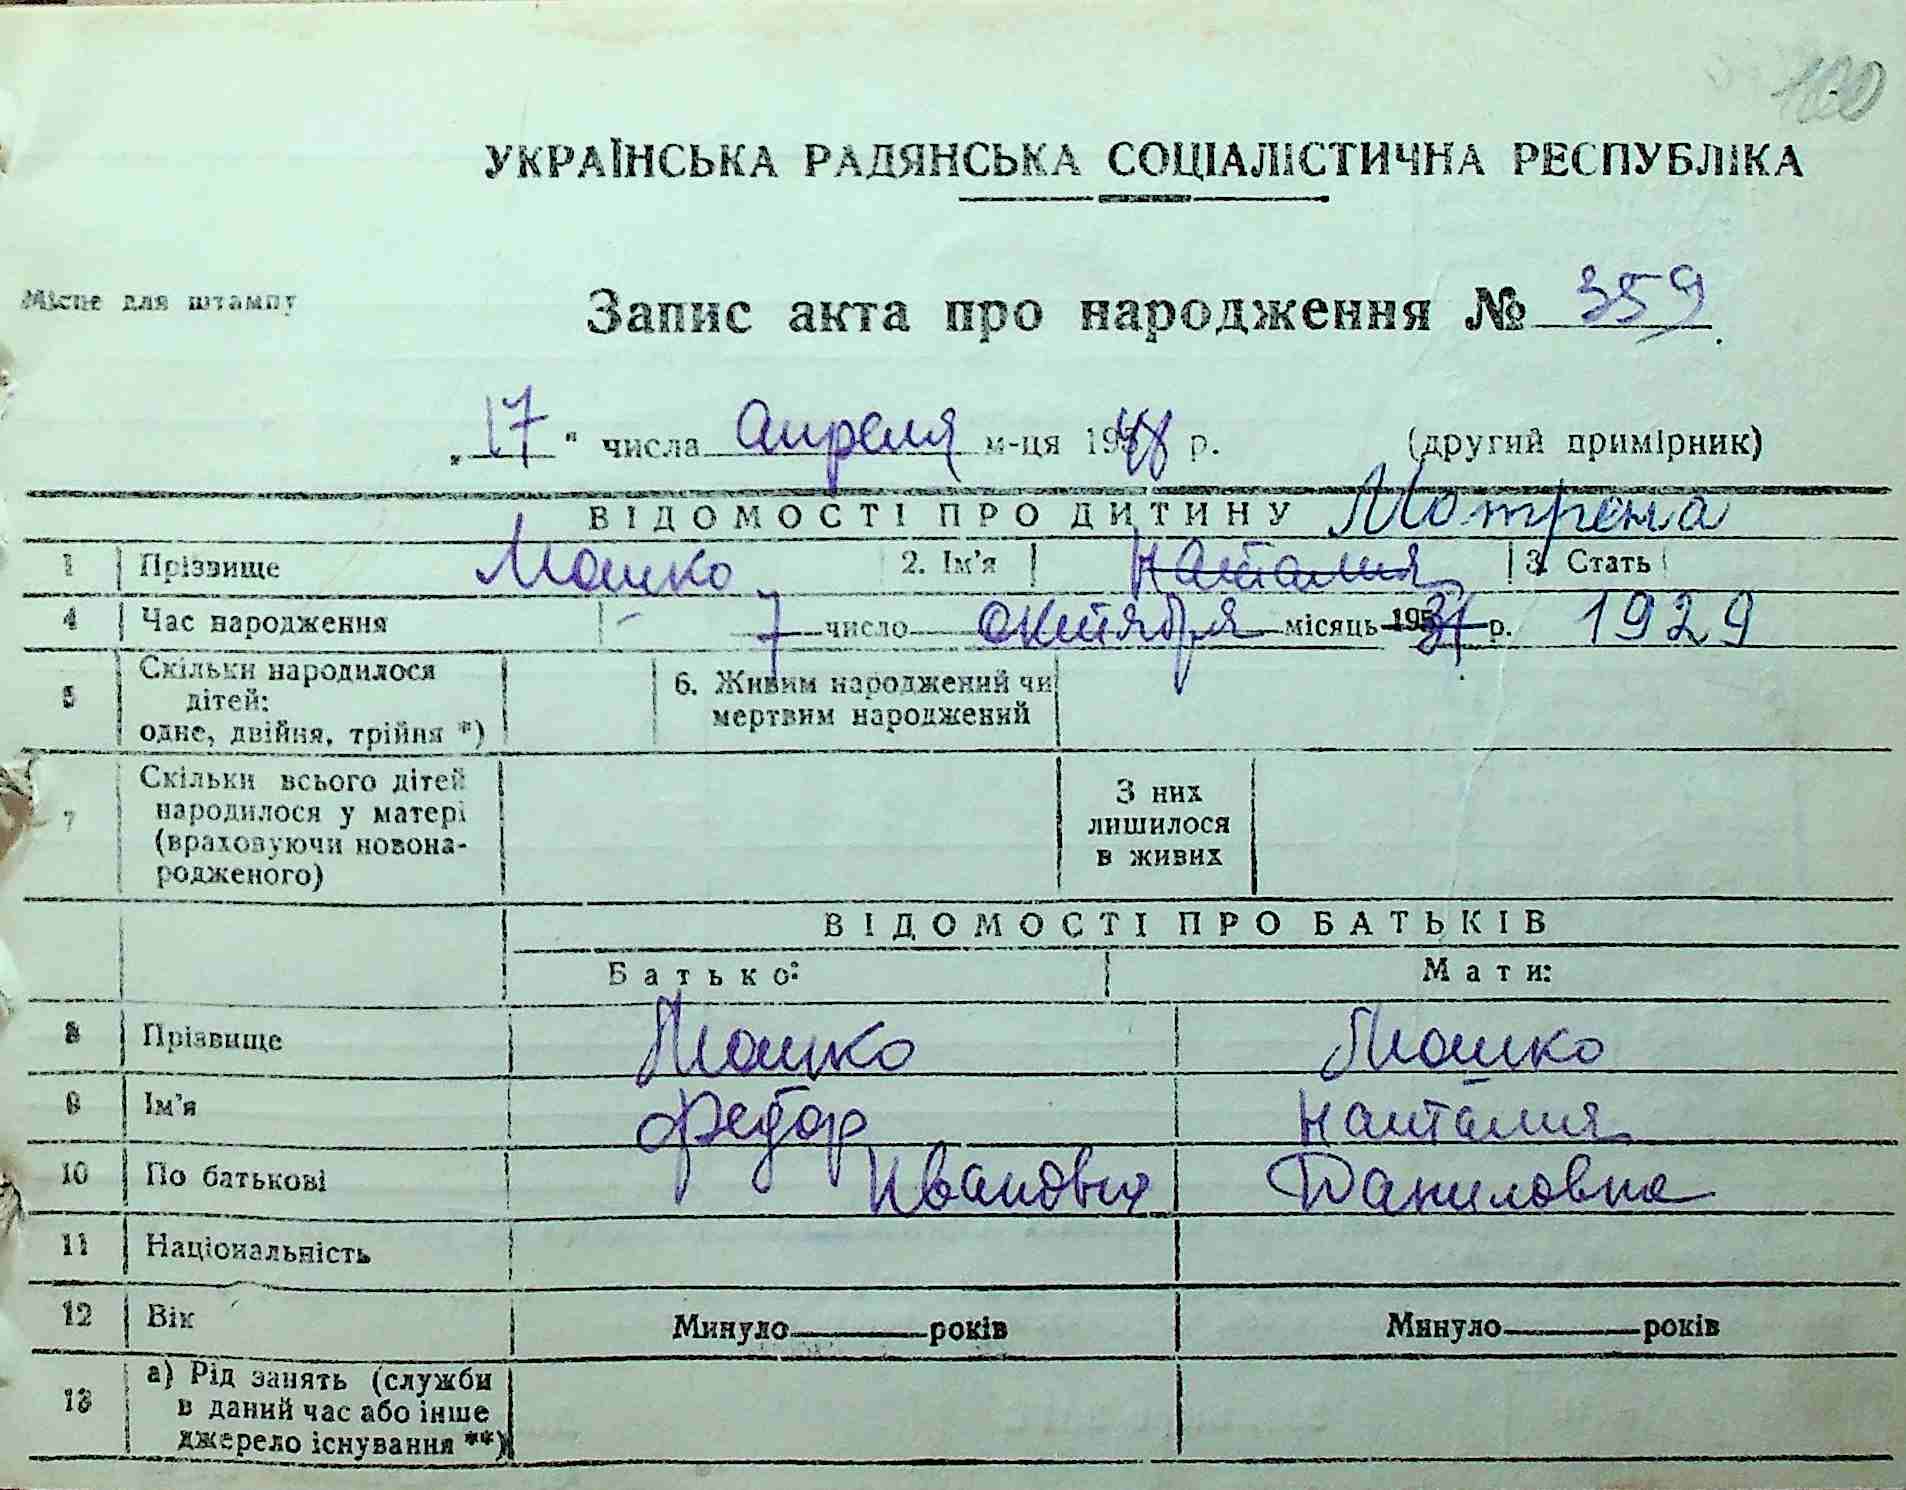 100
УКРАЇНСЬКА РАДЯНСЬКА СОЦІАЛІСТИЧНА РЕСПУБЛІКА
Місце для штампу
Запис акта про народження № 359
„17“ числа Апреля м-ця 1948 р. (другий примірник)
ВІДОМОСТІ ПРО ДИТИНУ Мотрена
1 Прізвище Мошко 2. Ім'я Наталия 3. Стать
4 Час народження 7 число октября місяць 1931 р. 1929
5 Скільки народилося дітей: одне, двійня, трійня *) 6. Живим народжений чи мертвим народжений
7 Скільки всього дітей народилося у матері (враховуючи новонародженого) З них лишилося в живих
ВІДОМОСТІ ПРО БАТЬКІВ
Батько: Мати:
8 Прізвище Мошко Мошко
9 Ім'я Федор Наталия
10 По батькові Иванович Даниловна
11 Національність
12 Вік Минуло років Минуло років
13 а) Рід занять (служби в даний час або інше джерело існування **)